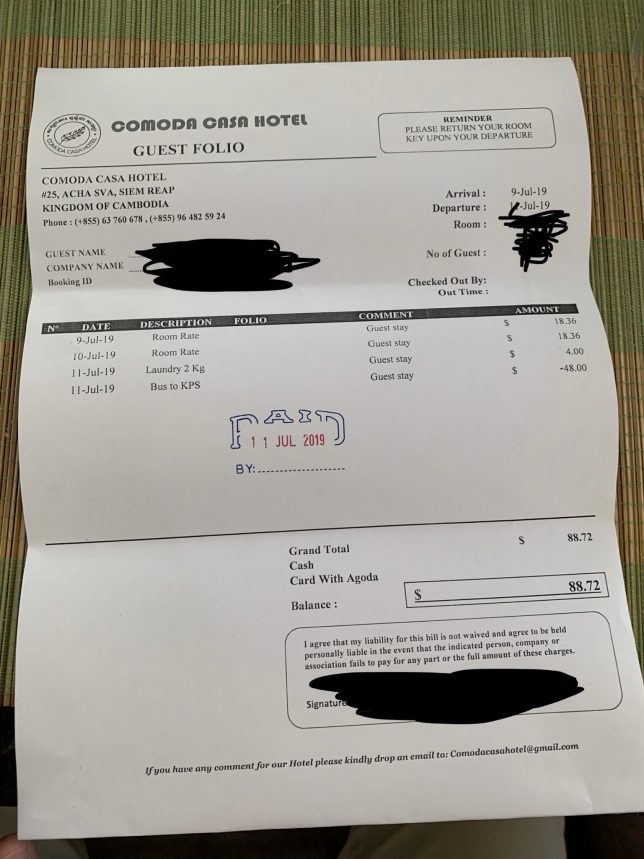 COMODA CASA HOTEL
GUEST FOLIO
REMINDER
PLEASE RETURN YOUR ROOM
KEY UPON YOUR DEPARTURE
COMODA CASA HOTEL
#25, ACHA SVA, SIEM REAP
KINGDOM OF CAMBODIA
Phone : (+855) 63 760 678 , (+855) 96 482 59 24
Arrival : 9-Jul-19
Departure : -Jul-19
Room :
No of Guest :
GUEST NAME
COMPANY NAME
Booking ID
Checked Out By:
Out Time :
Nº DATE DESCRIPTION FOLIO COMMENT AMOUNT
9-Jul-19 Room Rate Guest stay $ 18.36
10-Jul-19 Room Rate Guest stay $ 18.36
11-Jul-19 Laundry 2 Kg Guest stay $ 4.00
11-Jul-19 Bus to KPS Guest stay $ -48.00
PAID
11 JUL 2019
BY:
Grand Total $ 88.72
Cash
Card With Agoda
Balance : $ 88.72
I agree that my liability for this bill is not waived and agree to be held
personally liable in the event that the indicated person, company or
association fails to pay for any part or the full amount of these charges.
Signature
If you have any comment for our Hotel please kindly drop an email to: Comodacasahotel@gmail.com